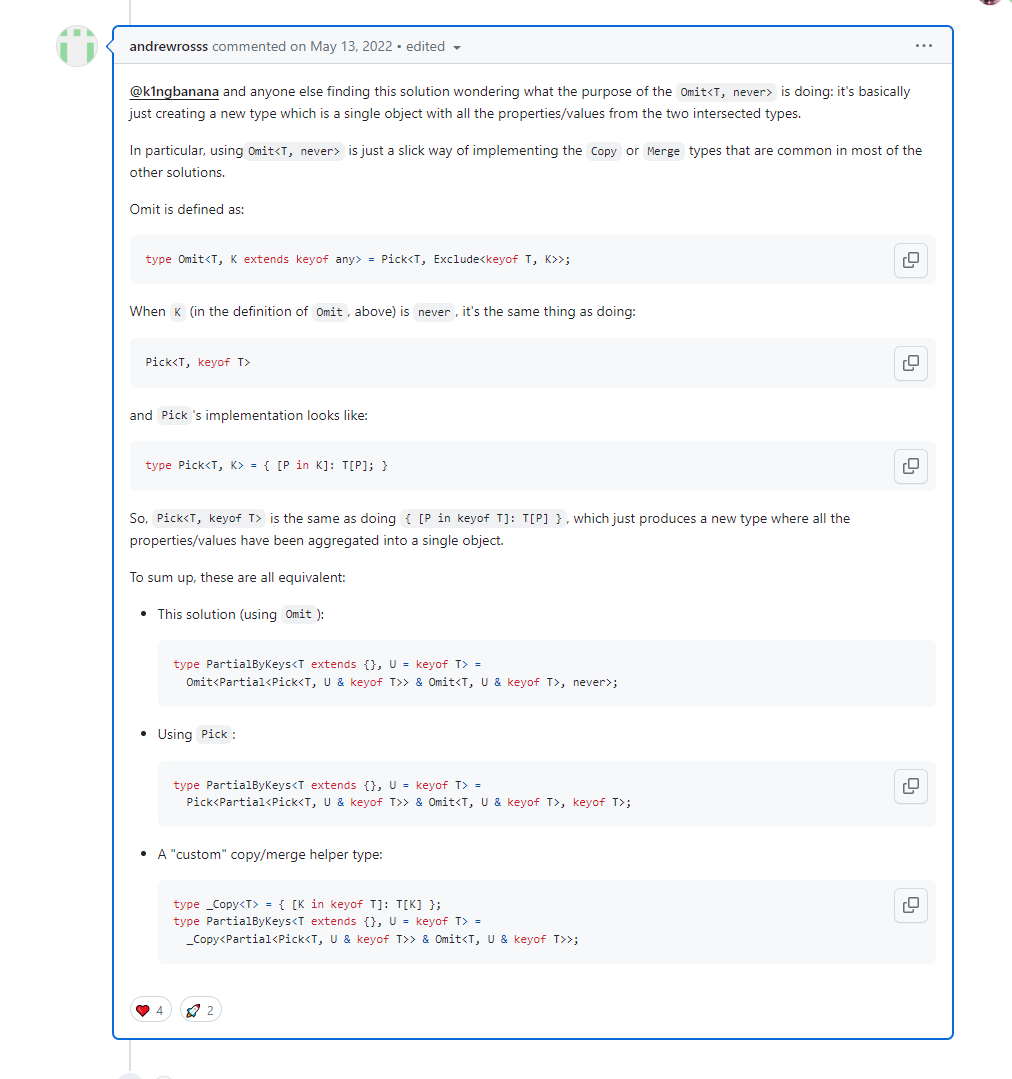 andrewrosss commented on May 13, 2022 • edited
@k1ngbanana and anyone else finding this solution wondering what the purpose of the Omit<T, never> is doing: it's basically
just creating a new type which is a single object with all the properties/values from the two intersected types.
In particular, using Omit<T, never> is just a slick way of implementing the Copy or Merge types that are common in most of the
other solutions.
Omit is defined as:
type Omit<T, K extends keyof any> = Pick<T, Exclude<keyof T, K>>;
When K (in the definition of Omit, above) is never, it's the same thing as doing:
Pick<T, keyof T>
and Pick's implementation looks like:
type Pick<T, K> = { [P in K]: T[P]; }
So, Pick<T, keyof T> is the same as doing { [P in keyof T]: T[P] }, which just produces a new type where all the
properties/values have been aggregated into a single object.
To sum up, these are all equivalent:
• This solution (using Omit):
type PartialByKeys<T extends {}, U = keyof T> =
Omit<Partial<Pick<T, U & keyof T>> & Omit<T, U & keyof T>, never>;
• Using Pick:
type PartialByKeys<T extends {}, U = keyof T> =
Pick<Partial<Pick<T, U & keyof T>> & Omit<T, U & keyof T>, keyof T>;
• A "custom" copy/merge helper type:
type _Copy<T> = { [K in keyof T]: T[K] };
type PartialByKeys<T extends {}, U = keyof T> =
_Copy<Partial<Pick<T, U & keyof T>> & Omit<T, U & keyof T>>;
4 2